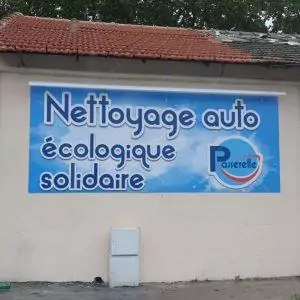 Nettoyage auto
écologique
solidaire
Passerelle